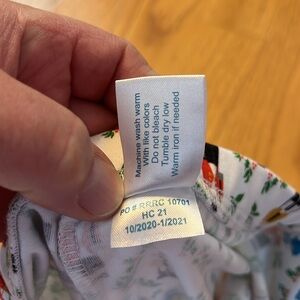 Machine wash warm
With like colors
Do not bleach
Tumble dry low
Warm iron if needed
PO # RRRC 10701
HC 21
10/2020-1/2021